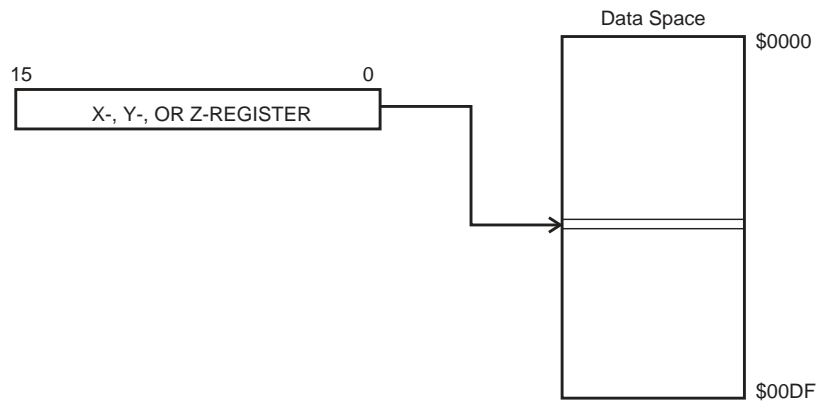 Data Space
$0000
15 0
X-, Y-, OR Z-REGISTER
$00DF